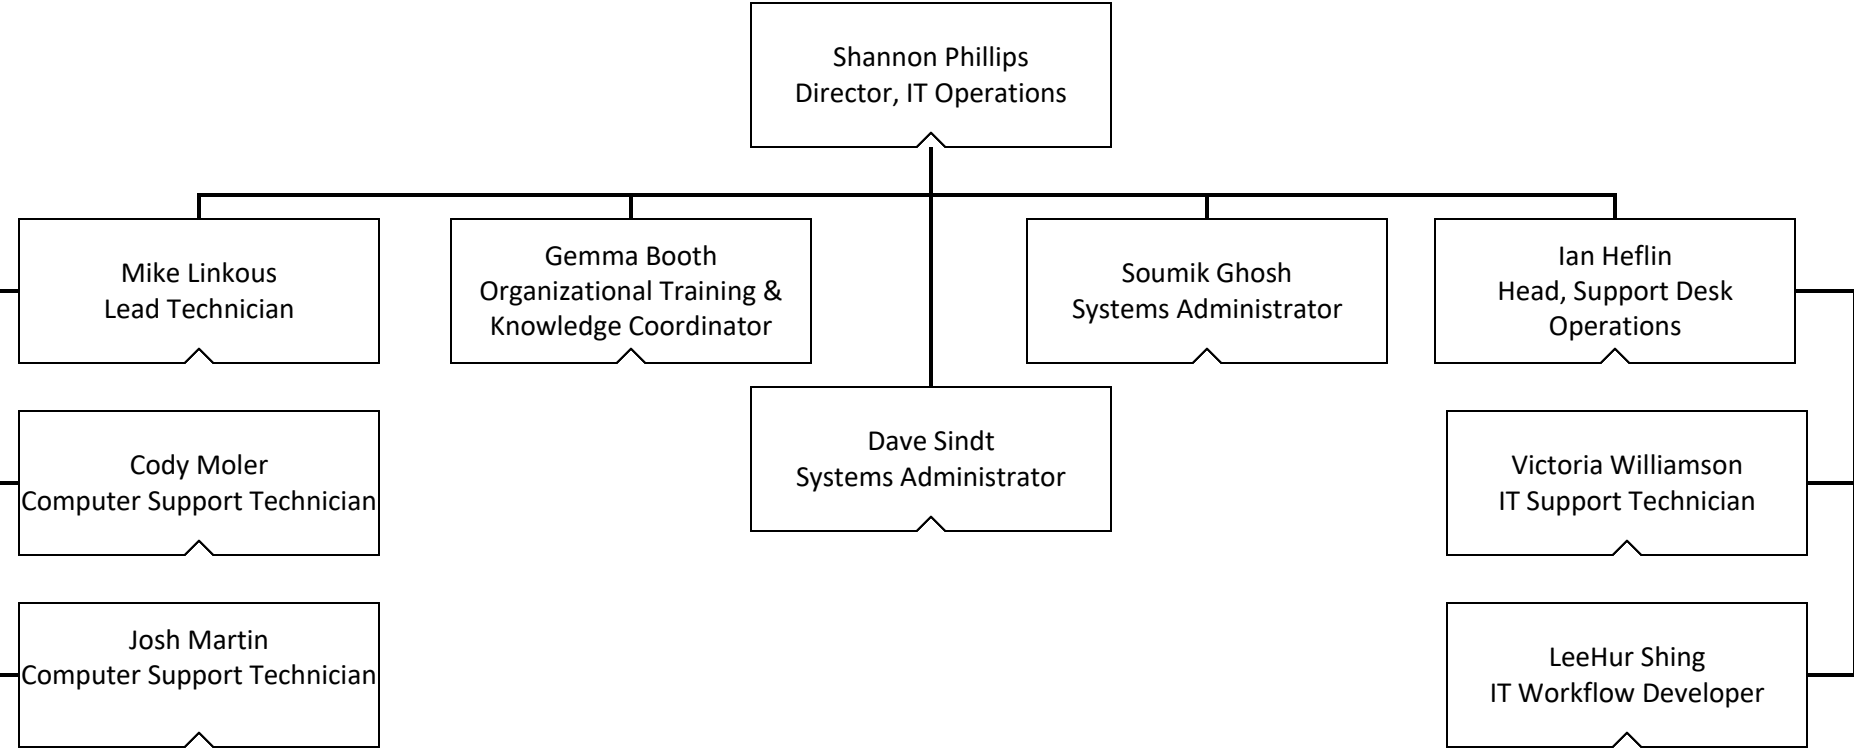 Shannon Phillips
Director, IT Operations
Mike Linkous
Lead Technician
Gemma Booth
Organizational Training &
Knowledge Coordinator
Soumik Ghosh
Systems Administrator
Ian Heflin
Head, Support Desk
Operations
Dave Sindt
Systems Administrator
Cody Moler
Computer Support Technician
Victoria Williamson
IT Support Technician
Josh Martin
Computer Support Technician
LeeHur Shing
IT Workflow Developer